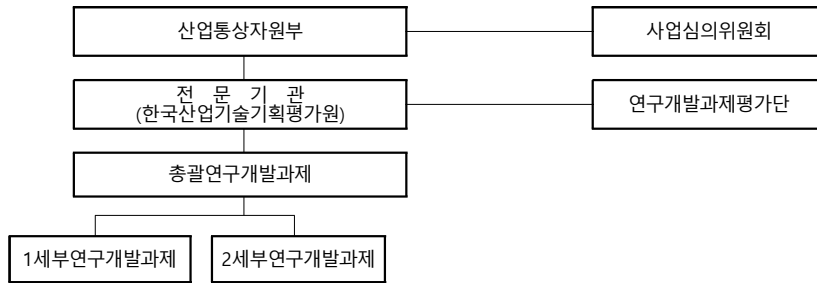 산업통상자원부
사업심의위원회
전 문 기 관
(한국산업기술기획평가원)
연구개발과제평가단
총괄연구개발과제
1세부연구개발과제
2세부연구개발과제